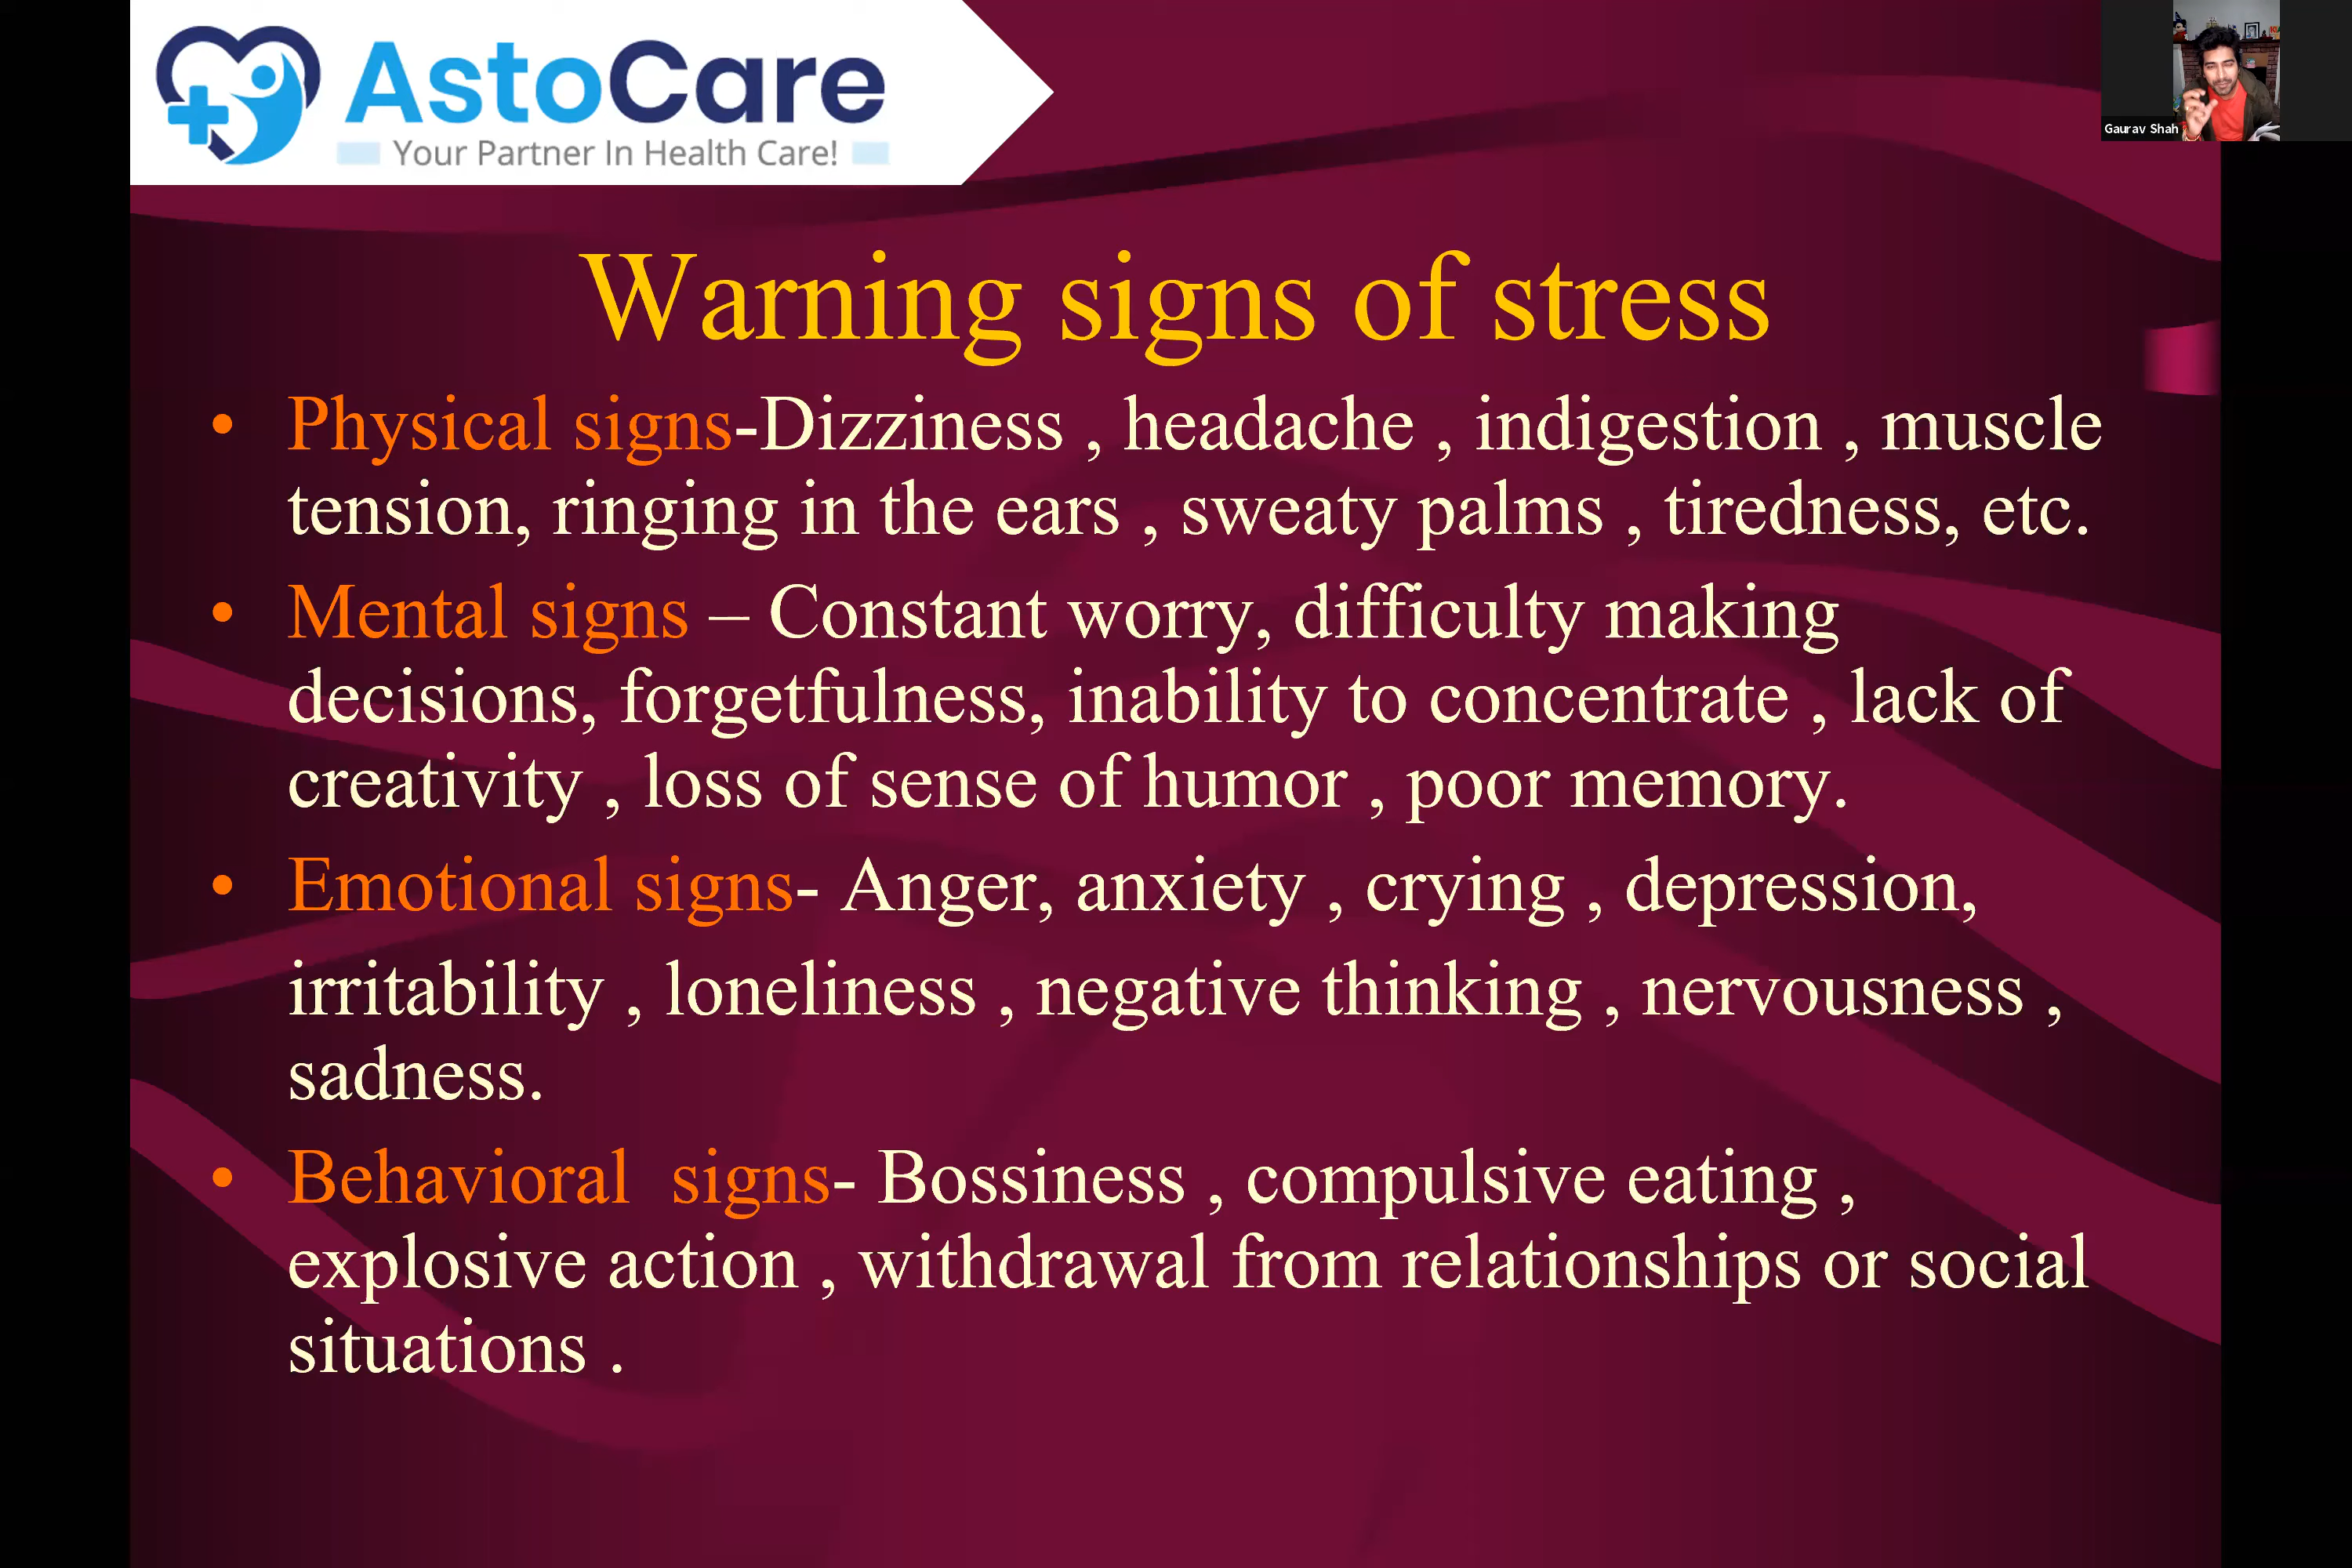 AstoCare
Your Partner In Health Care!
Gaurav Shah
Warning signs of stress
• Physical signs-Dizziness , headache , indigestion , muscle
tension, ringing in the ears , sweaty palms , tiredness, etc.
• Mental signs – Constant worry, difficulty making
decisions, forgetfulness, inability to concentrate , lack of
creativity , loss of sense of humor , poor memory.
• Emotional signs- Anger, anxiety , crying , depression,
irritability , loneliness , negative thinking , nervousness ,
sadness.
• Behavioral  signs- Bossiness , compulsive eating ,
explosive action , withdrawal from relationships or social
situations .